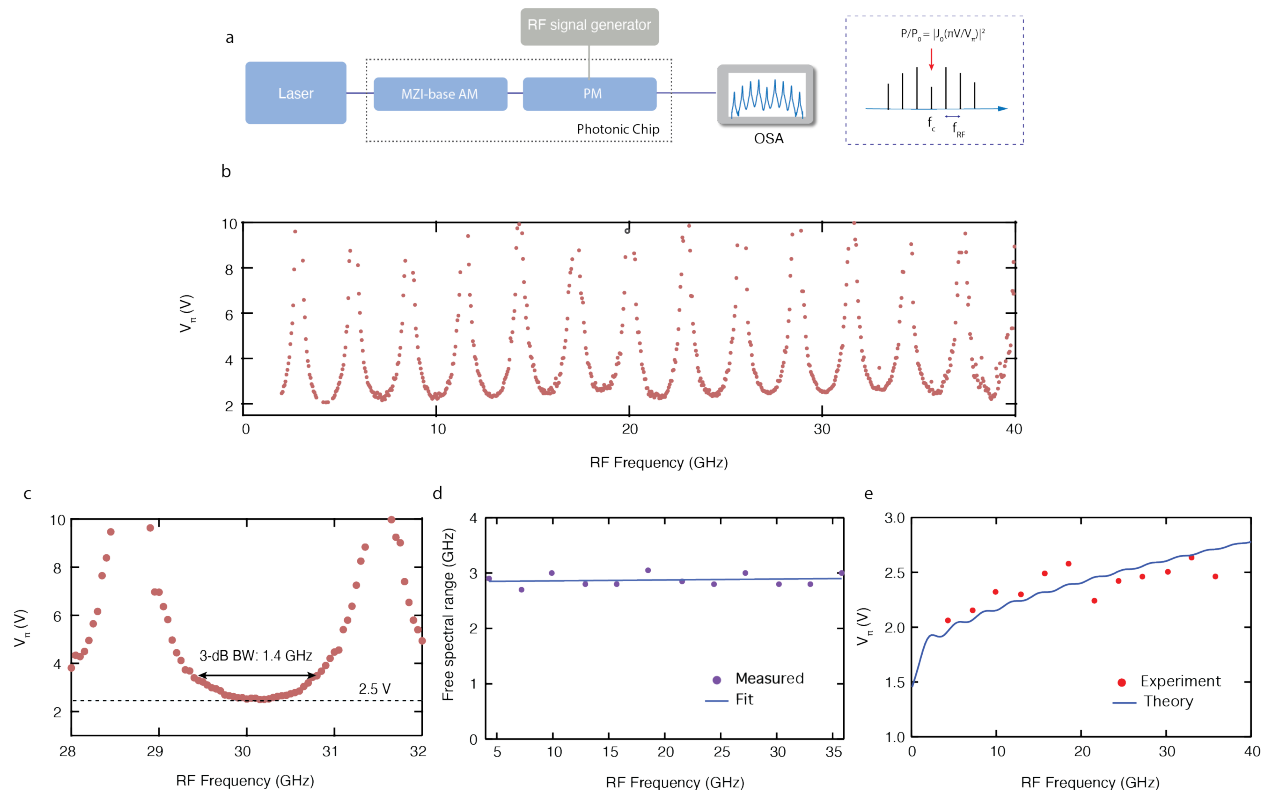 a
RF signal generator
Laser
MZI-base AM
PM
Photonic Chip
OSA
P/P₀ = |J₀(πV/Vπ)|²
f_c
f_RF
b
Vπ (V)
10
8
6
4
2
0
10
20
30
40
RF Frequency (GHz)
c
Vπ (V)
10
8
6
4
2
3-dB BW: 1.4 GHz
2.5 V
28
29
30
31
32
RF Frequency (GHz)
d
Free spectral range (GHz)
4
3
2
1
0
Measured
Fit
5
10
15
20
25
30
35
RF Frequency (GHz)
e
Vπ (V)
3.0
2.5
2.0
1.5
1.0
Experiment
Theory
0
10
20
30
40
RF Frequency (GHz)